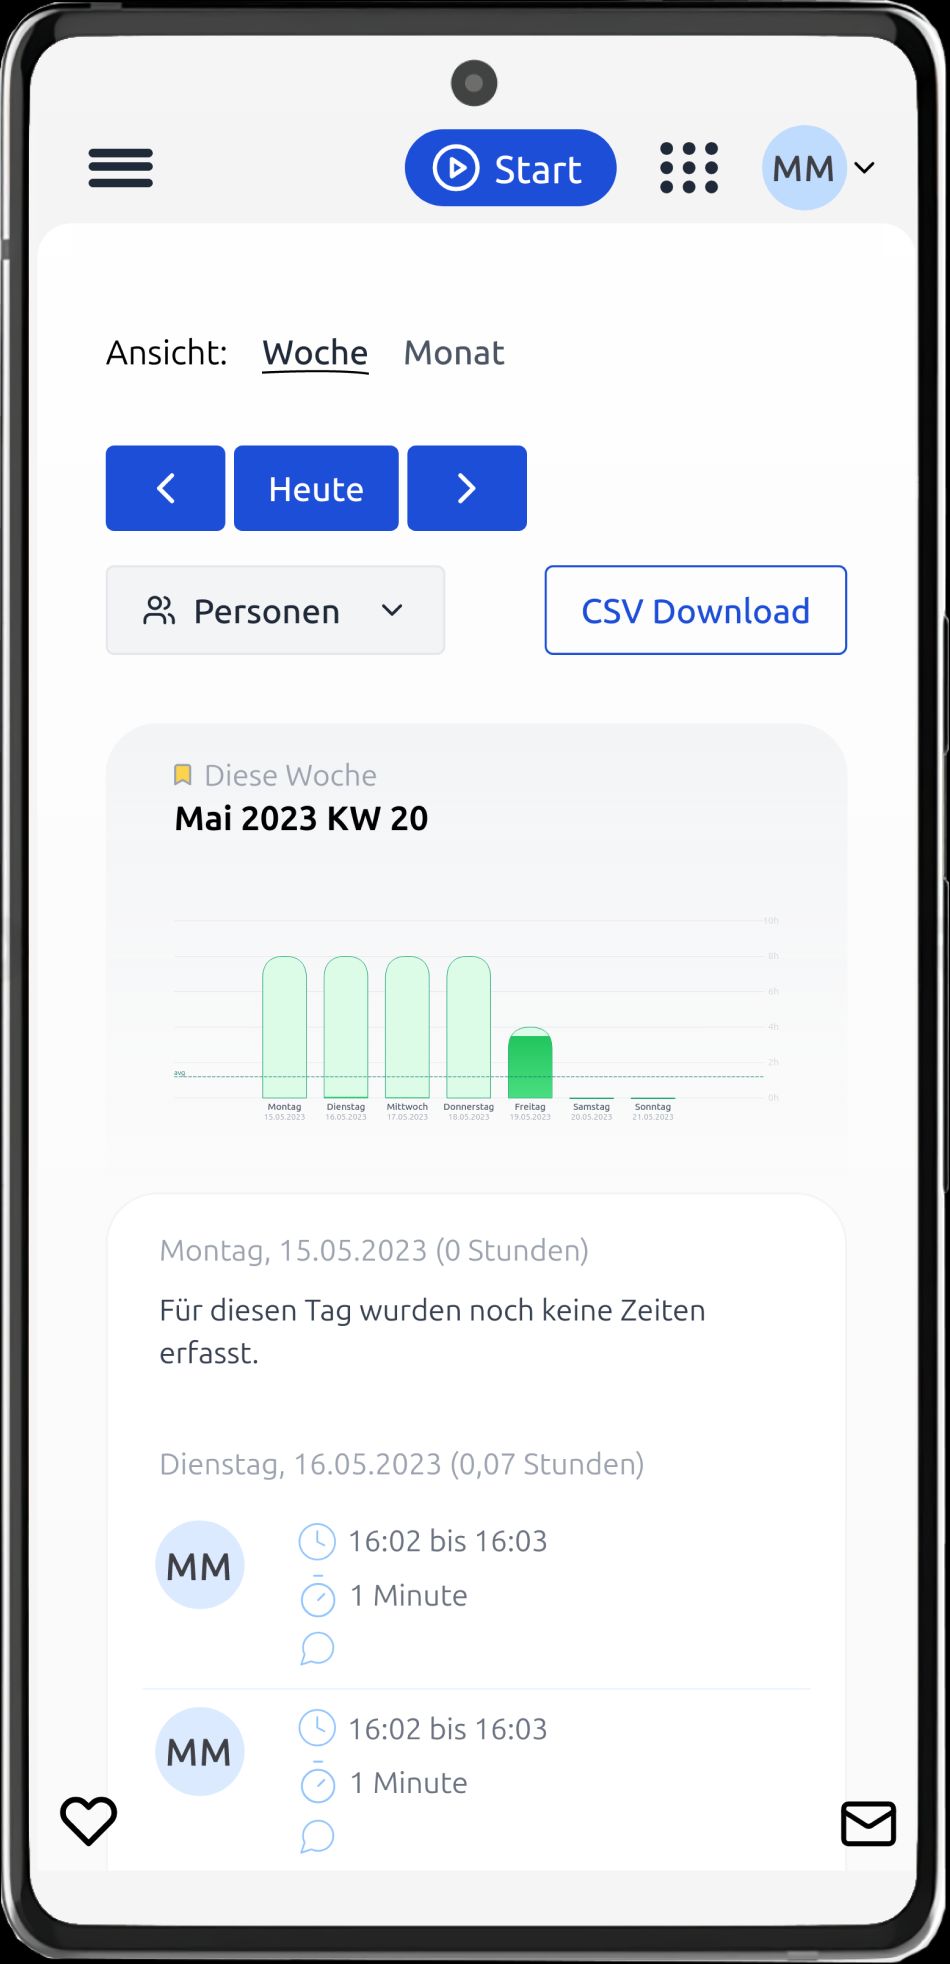 Start
MM
Ansicht: Woche Monat
Heute
Personen
CSV Download
Diese Woche
Mai 2023 KW 20
10h
8h
6h
4h
2h
avg
0h
Montag Dienstag Mittwoch Donnerstag Freitag Samstag Sonntag
15.05.2023 16.05.2023 17.05.2023 18.05.2023 19.05.2023 20.05.2023 21.05.2023
Montag, 15.05.2023 (0 Stunden)
Für diesen Tag wurden noch keine Zeiten
erfasst.
Dienstag, 16.05.2023 (0,07 Stunden)
MM
16:02 bis 16:03
1 Minute
MM
16:02 bis 16:03
1 Minute